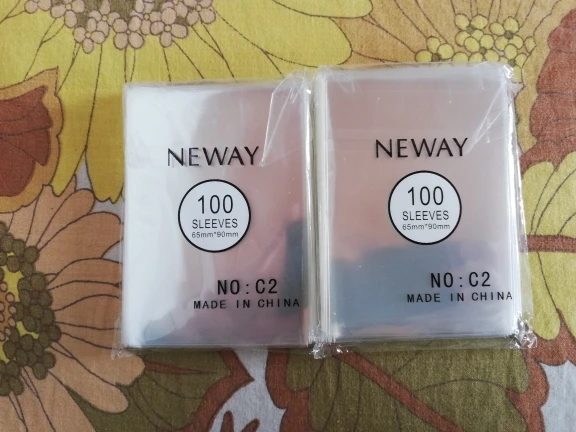 NEWAY
100
SLEEVES
65mm*90mm
NO:C2
MADE IN CHINA
NEWAY
100
SLEEVES
65mm*90mm
NO:C2
MADE IN CHINA